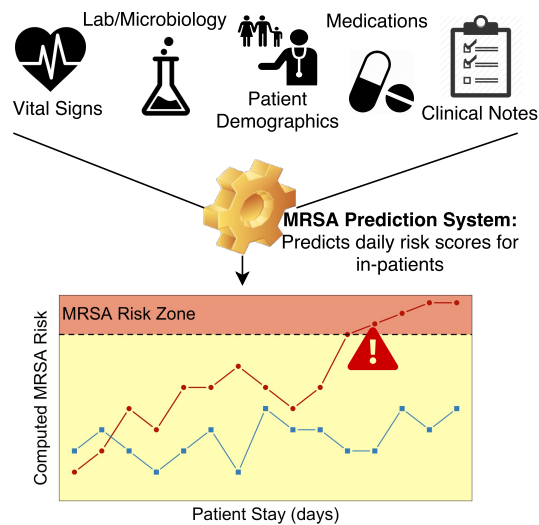 Lab/Microbiology
Medications
Vital Signs
Patient
Demographics
Clinical Notes
MRSA Prediction System:
Predicts daily risk scores for
in-patients
MRSA Risk Zone
!
Computed MRSA Risk
Patient Stay (days)